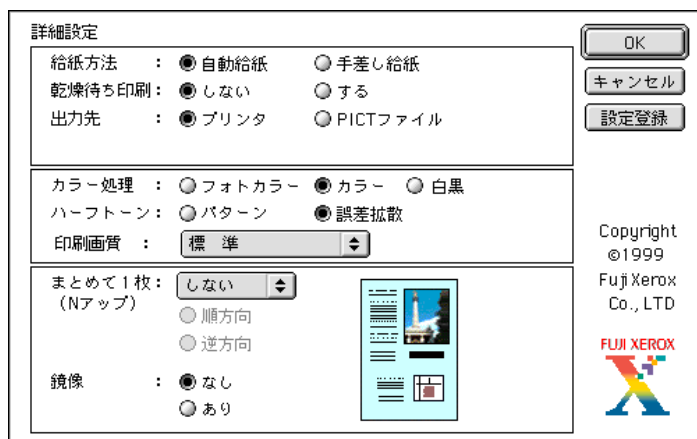 詳細設定
給紙方法 : 自動給紙 手差し給紙
乾燥待ち印刷: しない する
出力先 : プリンタ PICTファイル
カラー処理 : フォトカラー カラー 白黒
ハーフトーン: パターン 誤差拡散
印刷画質 : 標 準
まとめて1枚: しない
(Nアップ)
順方向
逆方向
鏡像 : なし
あり
OK
キャンセル
設定登録
Copyright
©1999
FujiXerox
Co., LTD
FUJI XEROX